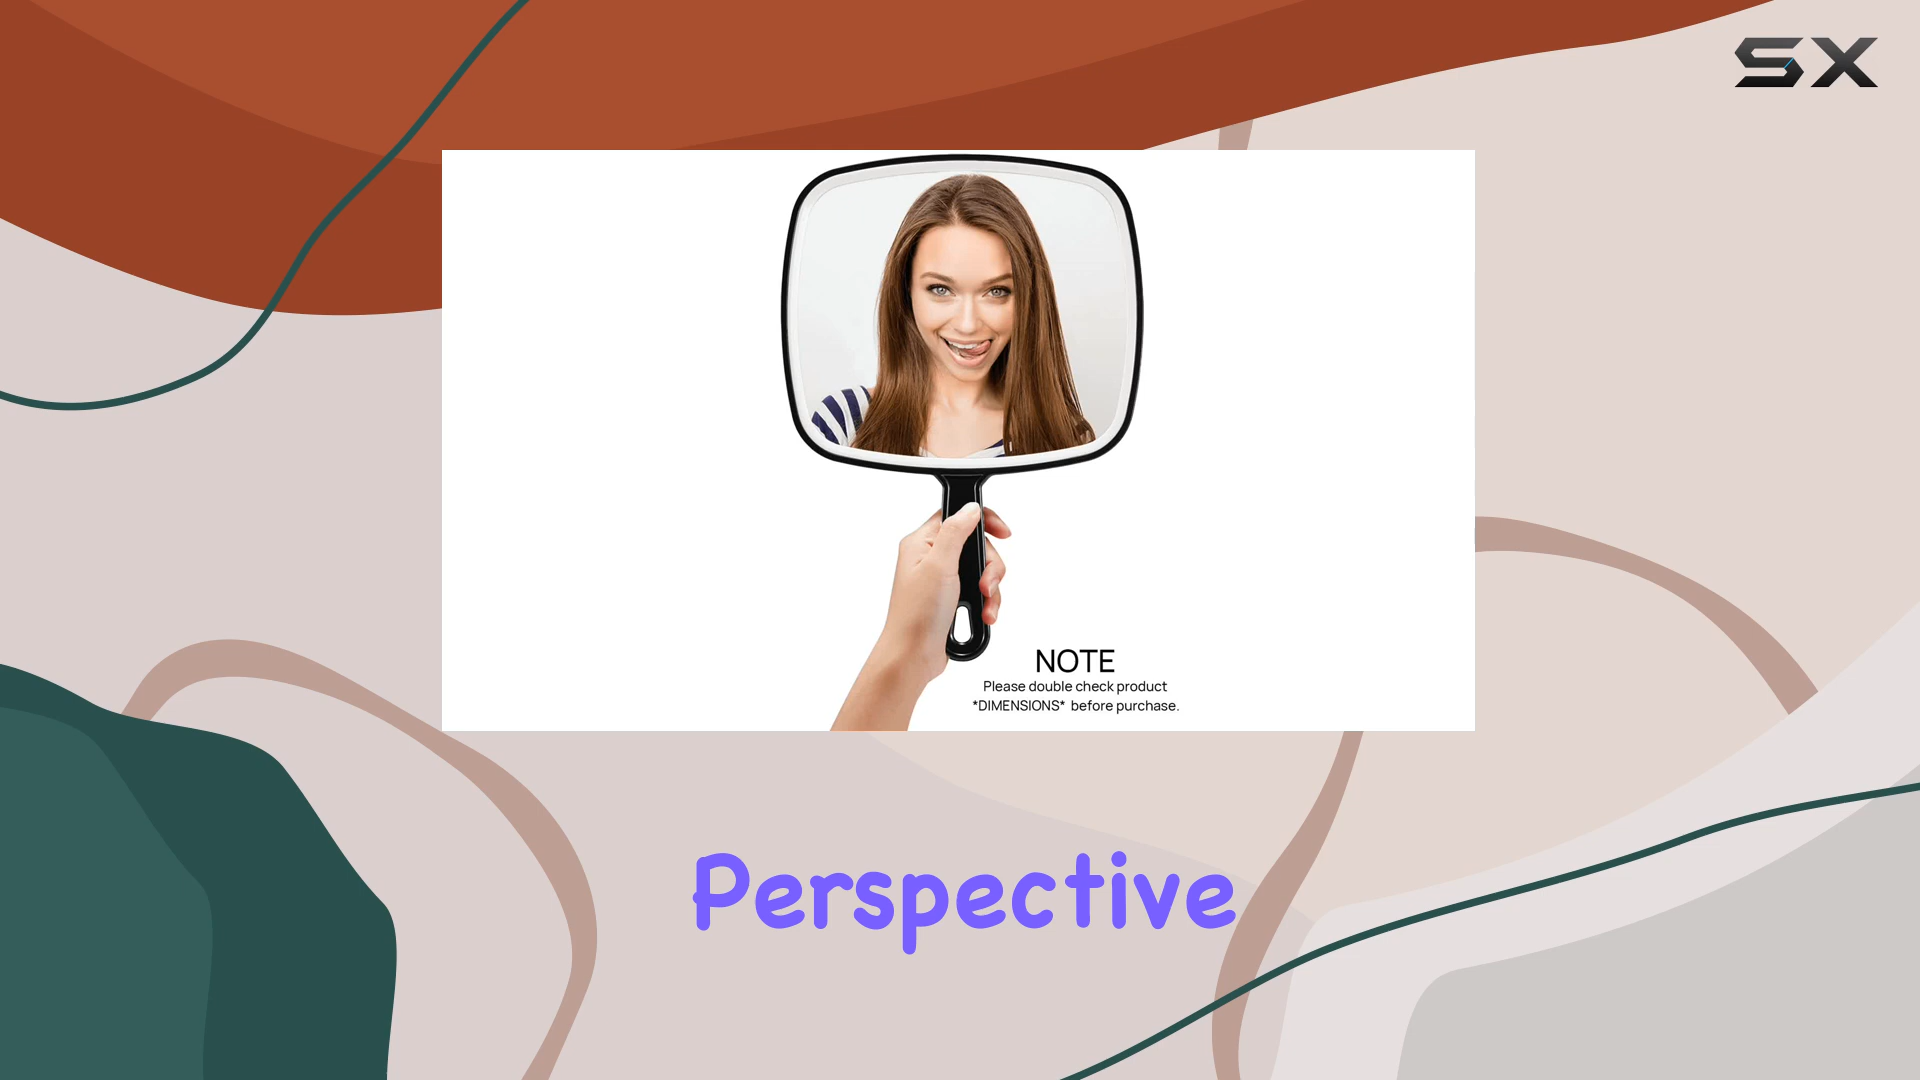 SX
NOTE
Please double check product
*DIMENSIONS* before purchase.
Perspective